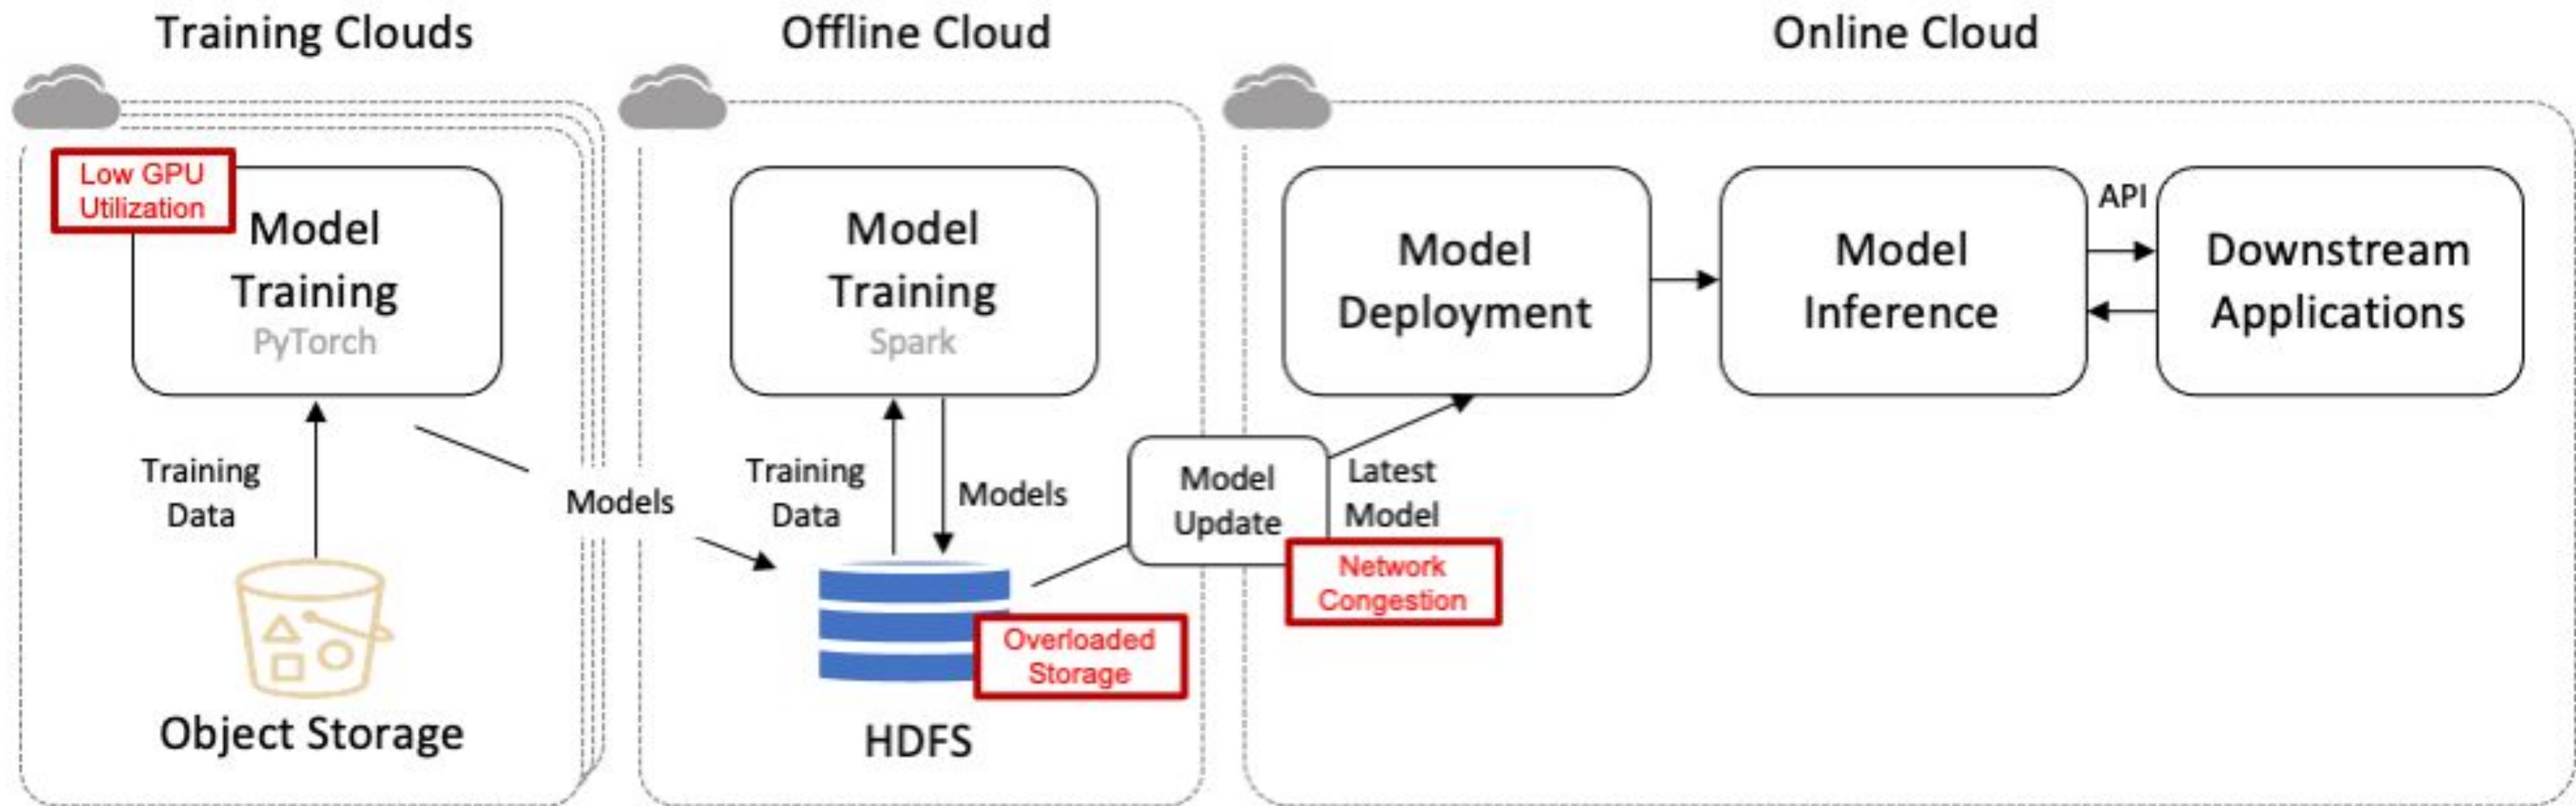 Training Clouds
Offline Cloud
Online Cloud
Low GPU
Utilization
Model
Training
PyTorch
Training
Data
Object Storage
Models
Model
Training
Spark
Training
Data
Models
HDFS
Overloaded
Storage
Model
Update
Latest
Model
Network
Congestion
Model
Deployment
Model
Inference
API
Downstream
Applications